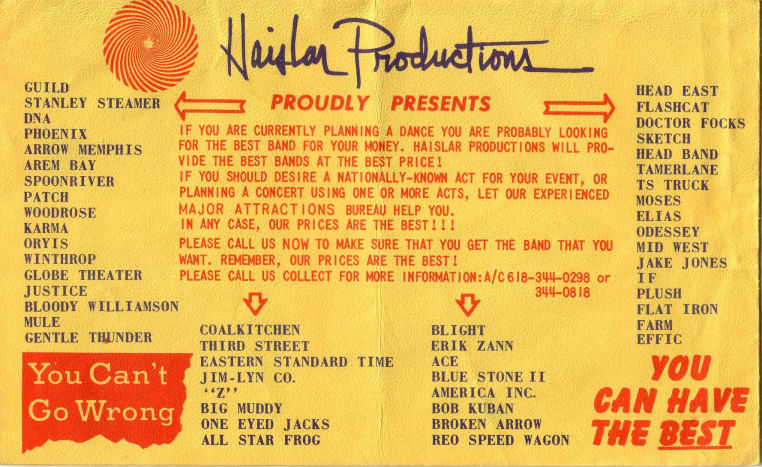 Haislar Productions
PROUDLY PRESENTS
GUILD
STANLEY STEAMER
DNA
PHOENIX
ARROW MEMPHIS
AREM BAY
SPOONRIVER
PATCH
WOODROSE
KARMA
ORYIS
WINTHROP
GLOBE THEATER
JUSTICE
BLOODY WILLIAMSON
MULE
GENTLE THUNDER
IF YOU ARE CURRENTLY PLANNING A DANCE YOU ARE PROBABLY LOOKING
FOR THE BEST BAND FOR YOUR MONEY. HAISLAR PRODUCTIONS WILL PRO-
VIDE THE BEST BANDS AT THE BEST PRICE!
IF YOU SHOULD DESIRE A NATIONALLY-KNOWN ACT FOR YOUR EVENT, OR
PLANNING A CONCERT USING ONE OR MORE ACTS, LET OUR EXPERIENCED
MAJOR ATTRACTIONS BUREAU HELP YOU.
IN ANY CASE, OUR PRICES ARE THE BEST!!!
PLEASE CALL US NOW TO MAKE SURE THAT YOU GET THE BAND THAT YOU
WANT. REMEMBER, OUR PRICES ARE THE BEST!
PLEASE CALL US COLLECT FOR MORE INFORMATION:A/C 618-344-0298 or
344-0818
HEAD EAST
FLASHCAT
DOCTOR FOCKS
SKETCH
HEAD BAND
TAMERLANE
TS TRUCK
MOSES
ELIAS
ODESSEY
MID WEST
JAKE JONES
IF
PLUSH
FLAT IRON
FARM
EFFIC
COALKITCHEN
THIRD STREET
EASTERN STANDARD TIME
JIM-LYN CO.
"Z"
BIG MUDDY
ONE EYED JACKS
ALL STAR FROG
BLIGHT
ERIK ZANN
ACE
BLUE STONE II
AMERICA INC.
BOB KUBAN
BROKEN ARROW
REO SPEED WAGON
You Can't
Go Wrong
YOU
CAN HAVE
THE BEST